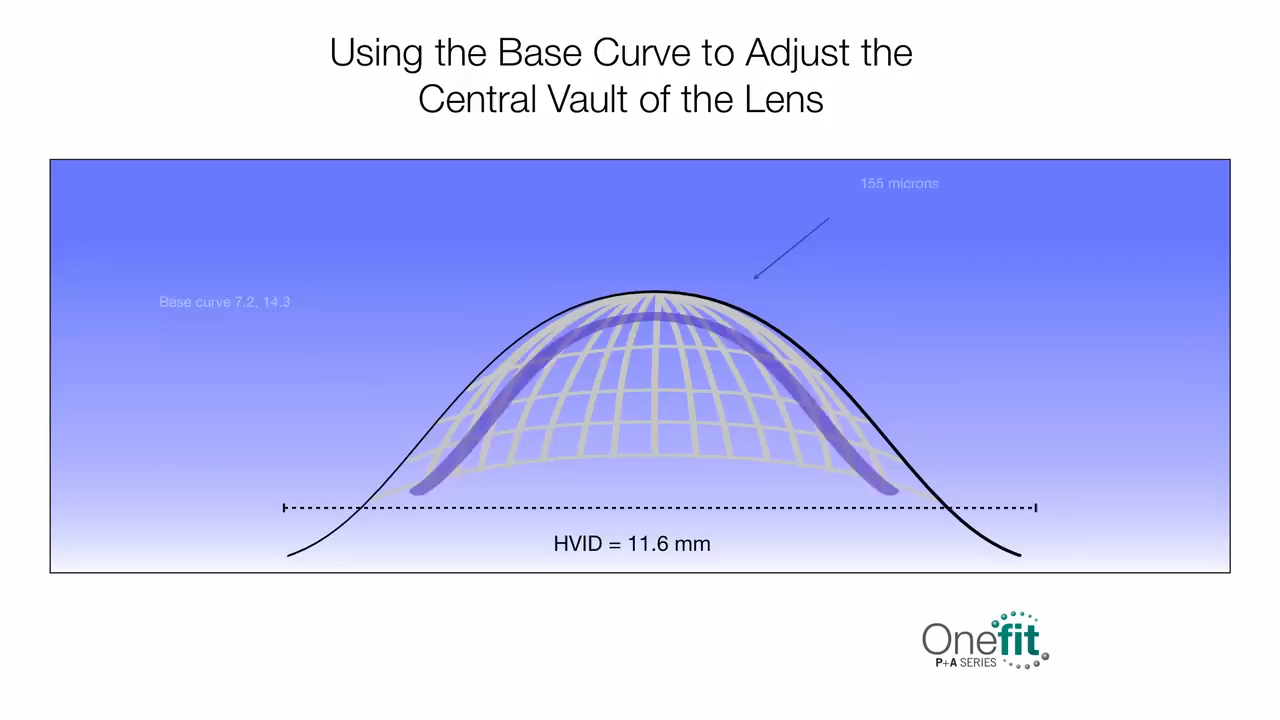 Using the Base Curve to Adjust the
Central Vault of the Lens
155 microns
Base curve 7.2, 14.3
HVID = 11.6 mm
Onefit
P+A SERIES